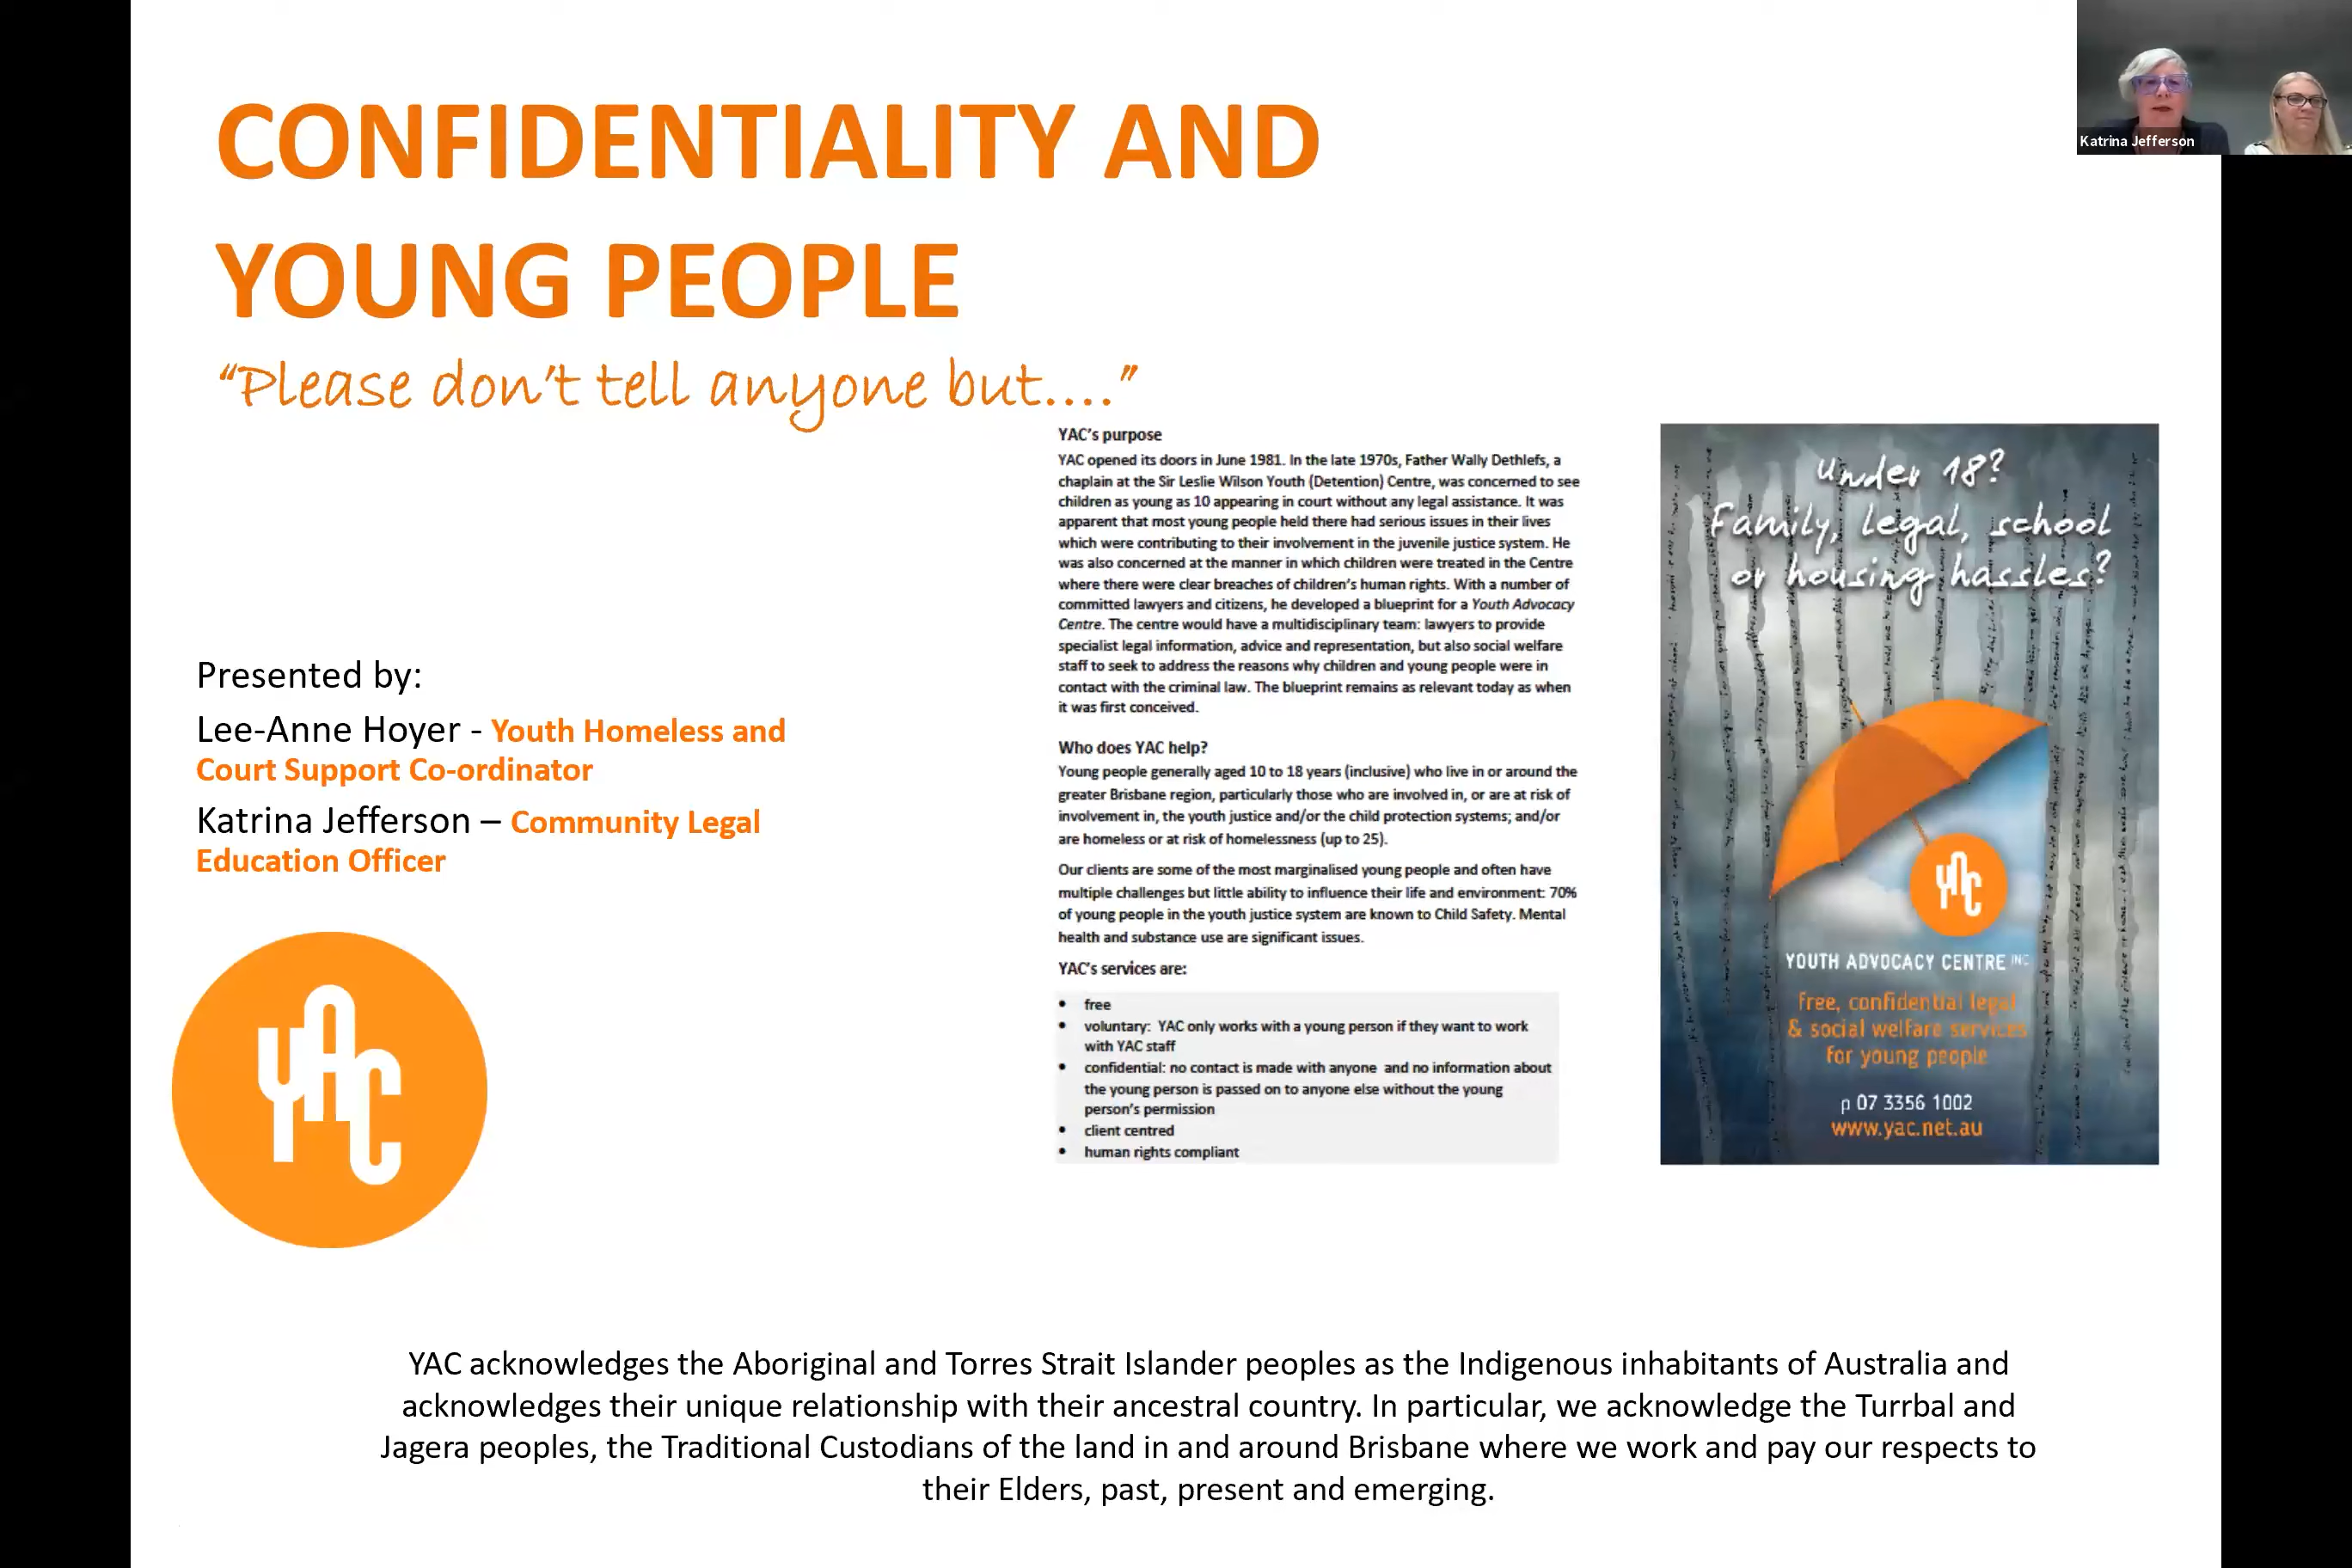 CONFIDENTIALITY AND
YOUNG PEOPLE
“Please don’t tell anyone but....”
Katrina Jefferson
Presented by:
Lee-Anne Hoyer - Youth Homeless and
Court Support Co-ordinator
Katrina Jefferson – Community Legal
Education Officer
YAC
YAC’s purpose
YAC opened its doors in June 1981. In the late 1970s, Father Wally Dethlefs, a
chaplain at the Sir Leslie Wilson Youth (Detention) Centre, was concerned to see
children as young as 10 appearing in court without any legal assistance. It was
apparent that most young people held there had serious issues in their lives
which were contributing to their involvement in the juvenile justice system. He
was also concerned at the manner in which children were treated in the Centre
where there were clear breaches of children’s human rights. With a number of
committed lawyers and citizens, he developed a blueprint for a Youth Advocacy
Centre. The centre would have a multidisciplinary team: lawyers to provide
specialist legal information, advice and representation, but also social welfare
staff to seek to address the reasons why children and young people were in
contact with the criminal law. The blueprint remains as relevant today as when
it was first conceived.
Who does YAC help?
Young people generally aged 10 to 18 years (inclusive) who live in or around the
greater Brisbane region, particularly those who are involved in, or are at risk of
involvement in, the youth justice and/or the child protection systems; and/or
are homeless or at risk of homelessness (up to 25).
Our clients are some of the most marginalised young people and often have
multiple challenges but little ability to influence their life and environment: 70%
of young people in the youth justice system are known to Child Safety. Mental
health and substance use are significant issues.
YAC’s services are:
• free
• voluntary: YAC only works with a young person if they want to work
with YAC staff
• confidential: no contact is made with anyone and no information about
the young person is passed on to anyone else without the young
person’s permission
• client centred
• human rights compliant
under 18?
Family, legal, school
or housing hassles?
YAC
YOUTH ADVOCACY CENTRE INC
free, confidential legal
& social welfare services
for young people
p 07 3356 1002
www.yac.net.au
YAC acknowledges the Aboriginal and Torres Strait Islander peoples as the Indigenous inhabitants of Australia and
acknowledges their unique relationship with their ancestral country. In particular, we acknowledge the Turrbal and
Jagera peoples, the Traditional Custodians of the land in and around Brisbane where we work and pay our respects to
their Elders, past, present and emerging.